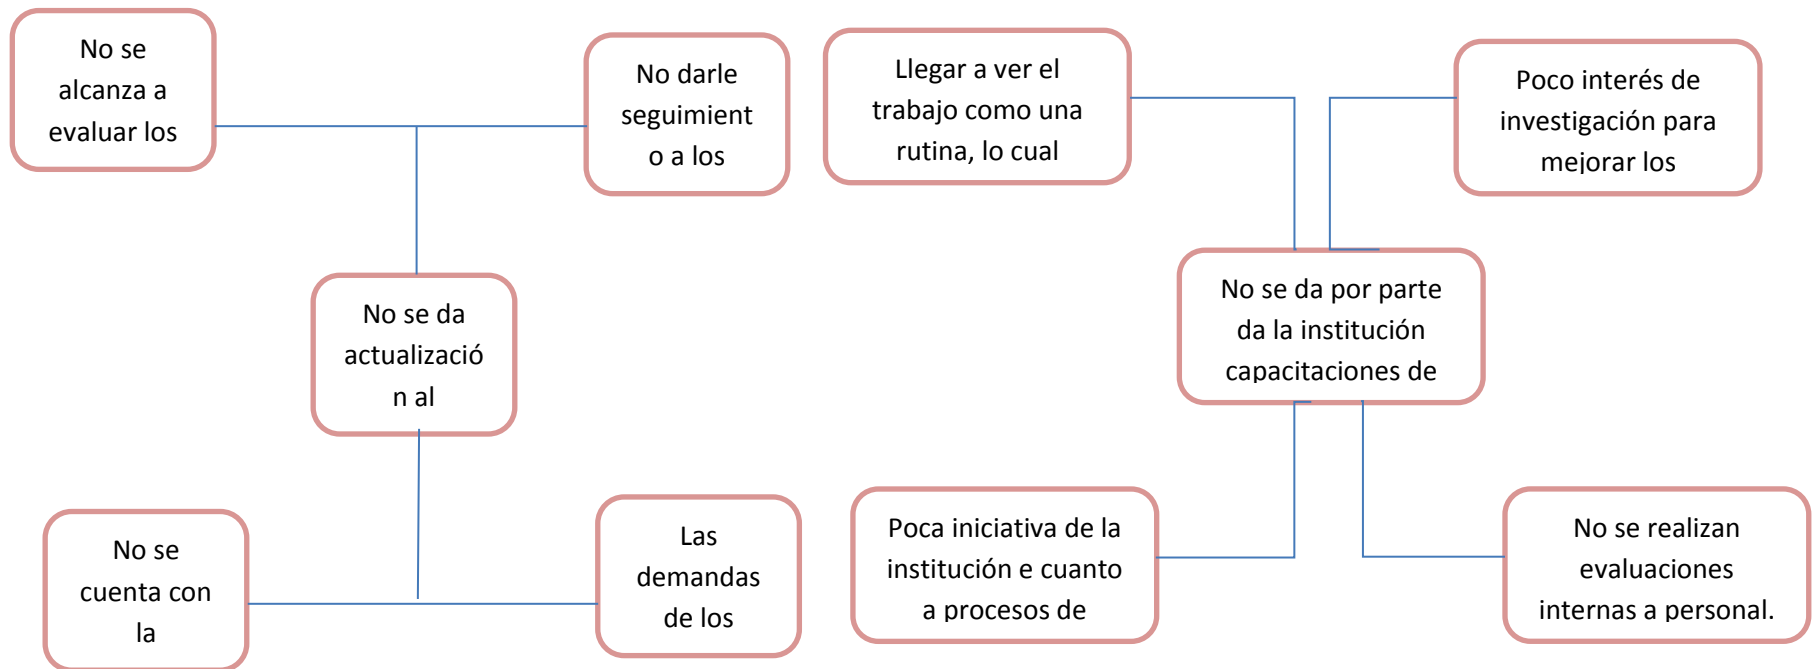 No se
alcanza a
evaluar los
No darle
seguimient
o a los
Llegar a ver el
trabajo como una
rutina, lo cual
Poco interés de
investigación para
mejorar los
No se da
actualizació
n al
No se da por parte
da la institución
capacitaciones de
No se
cuenta con
la
Las
demandas
de los
Poca iniciativa de la
institución e cuanto
a procesos de
No se realizan
evaluaciones
internas a personal.